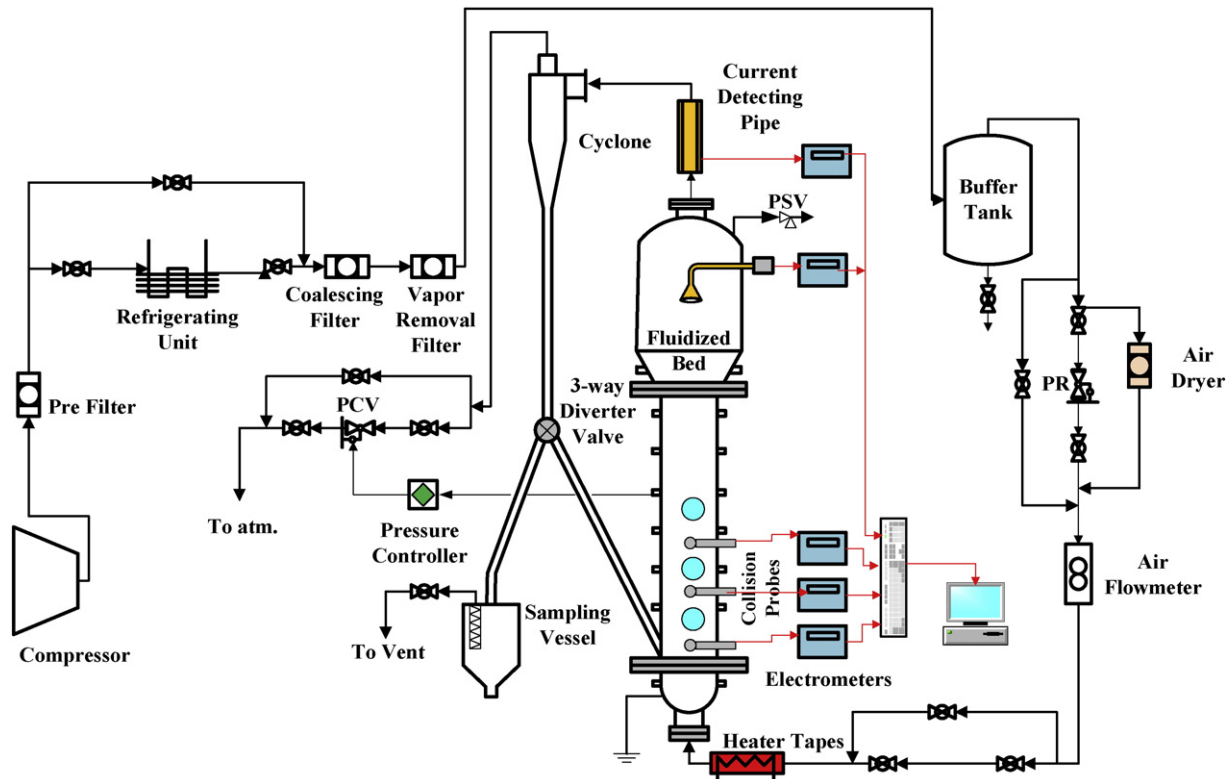 Current
Detecting
Pipe
Cyclone
PSV
Buffer
Tank
Coalescing
Filter
Vapor
Removal
Filter
Refrigerating
Unit
Fluidized
Bed
Pre Filter
PCV
3-way
Diverter
Valve
PR
Air
Dryer
To atm.
Pressure
Controller
Collision
Probes
Air
Flowmeter
Sampling
Vessel
To Vent
Compressor
Electrometers
Heater Tapes